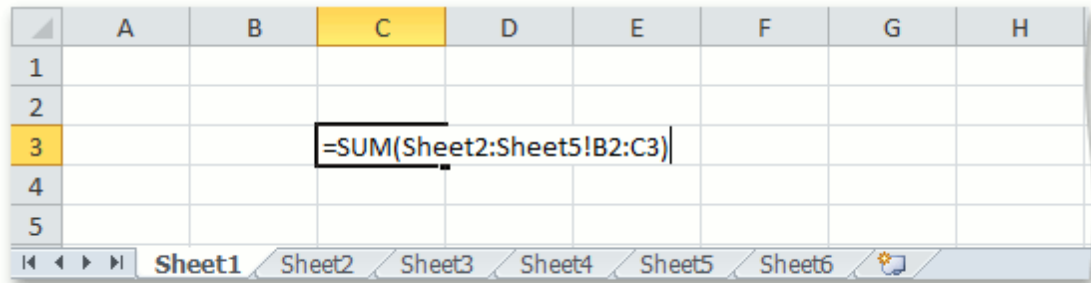 A B C D E F G H
1
2
3 =SUM(Sheet2:Sheet5!B2:C3)
4
5
Sheet1 Sheet2 Sheet3 Sheet4 Sheet5 Sheet6